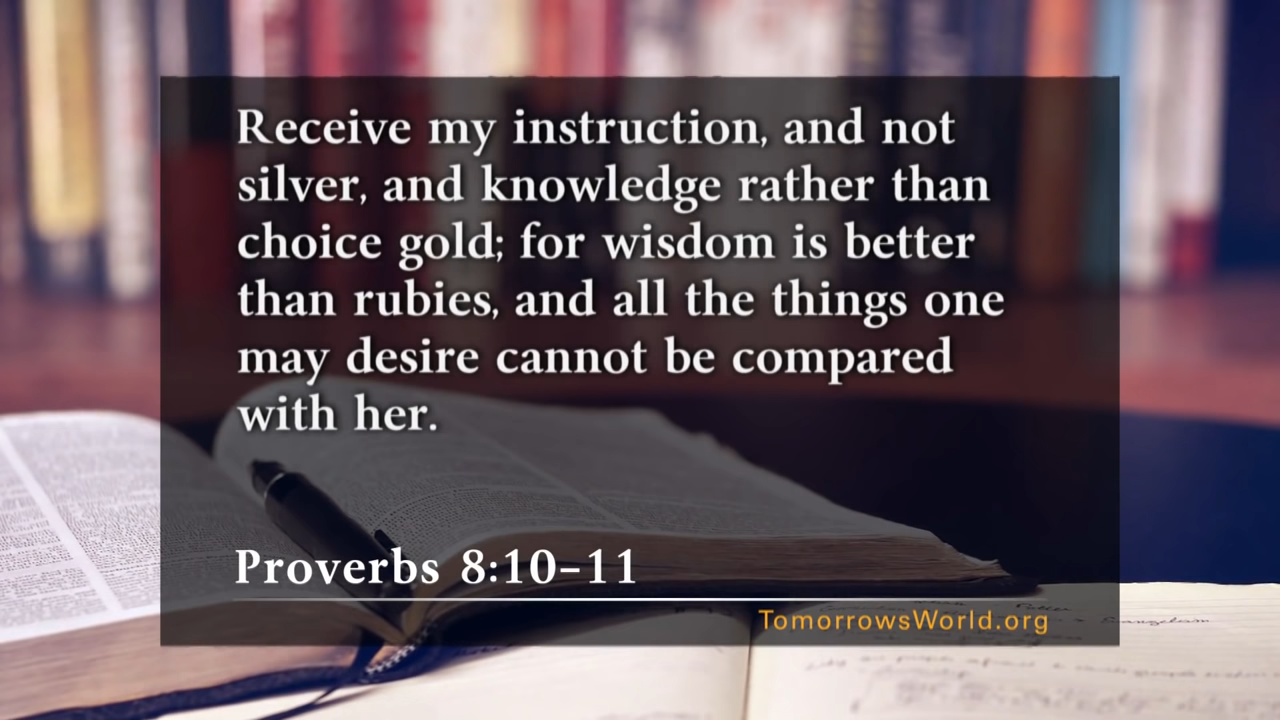 Receive my instruction, and not
silver, and knowledge rather than
choice gold; for wisdom is better
than rubies, and all the things one
may desire cannot be compared
with her.
Proverbs 8:10–11
TomorrowsWorld.org